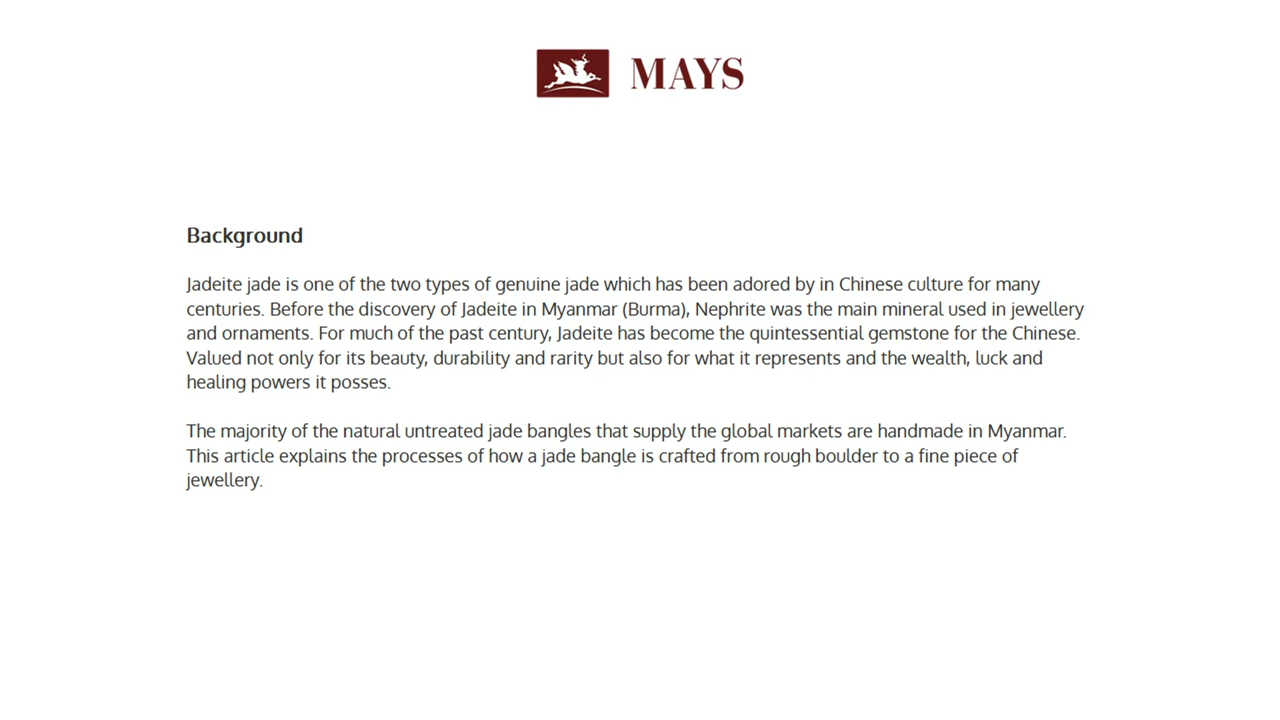 MAYS
Background
Jadeite jade is one of the two types of genuine jade which has been adored by in Chinese culture for many
centuries. Before the discovery of Jadeite in Myanmar (Burma), Nephrite was the main mineral used in jewellery
and ornaments. For much of the past century, Jadeite has become the quintessential gemstone for the Chinese.
Valued not only for its beauty, durability and rarity but also for what it represents and the wealth, luck and
healing powers it posses.
The majority of the natural untreated jade bangles that supply the global markets are handmade in Myanmar.
This article explains the processes of how a jade bangle is crafted from rough boulder to a fine piece of
jewellery.